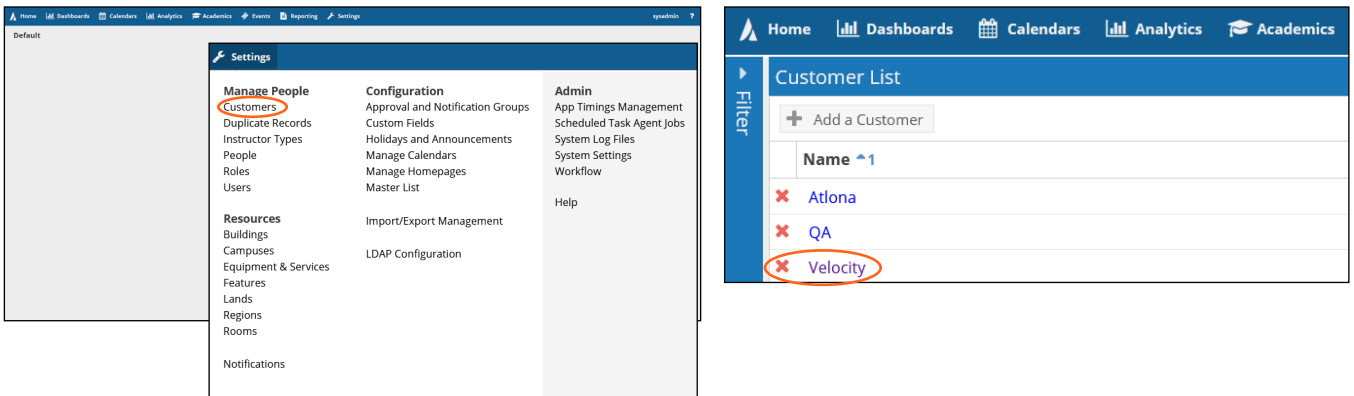 Home Dashboards Calendars Analytics Academics Events Reporting Settings sysadmin ?
Default
Settings
Manage People
Customers
Duplicate Records
Instructor Types
People
Roles
Users
Resources
Buildings
Campuses
Equipment & Services
Features
Lands
Regions
Rooms
Notifications
Configuration
Approval and Notification Groups
Custom Fields
Holidays and Announcements
Manage Calendars
Manage Homepages
Master List
Import/Export Management
LDAP Configuration
Admin
App Timings Management
Scheduled Task Agent Jobs
System Log Files
System Settings
Workflow
Help
Home Dashboards Calendars Analytics Academics
Filter
Customer List
Add a Customer
Name 1
Atlona
QA
Velocity